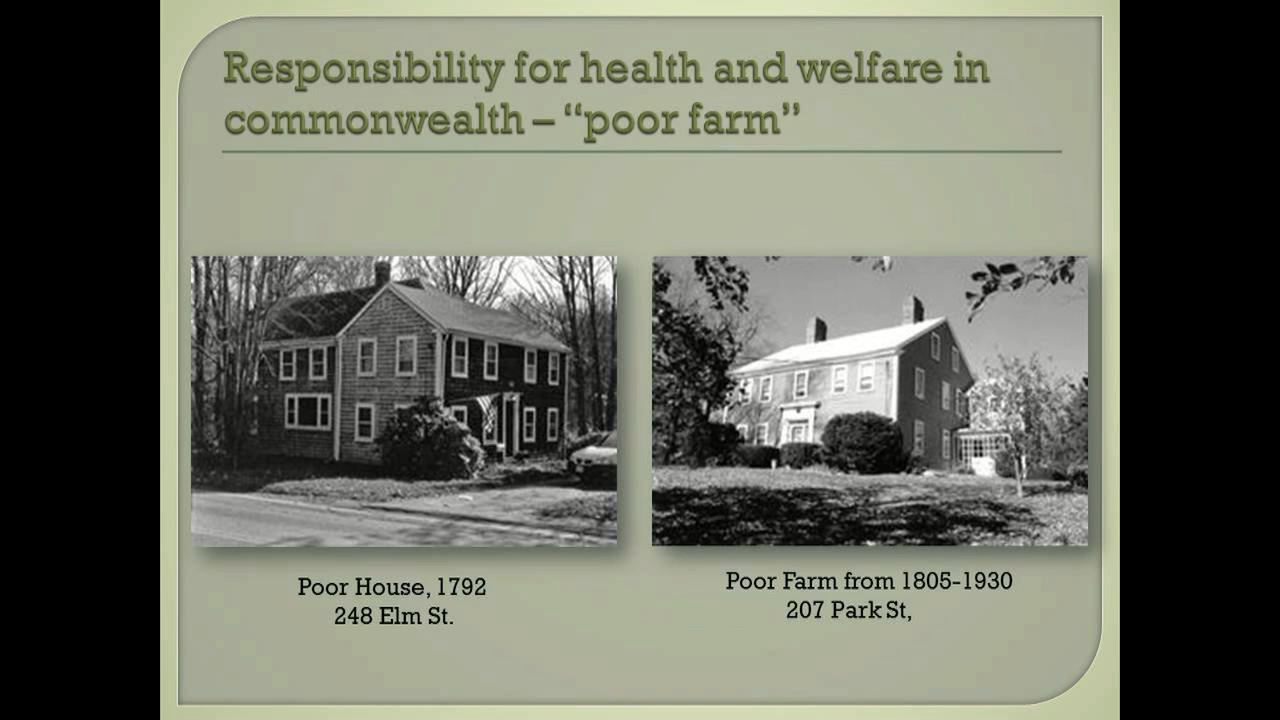 Responsibility for health and welfare in
commonwealth – “poor farm”
Poor House, 1792
248 Elm St.
Poor Farm from 1805-1930
207 Park St,